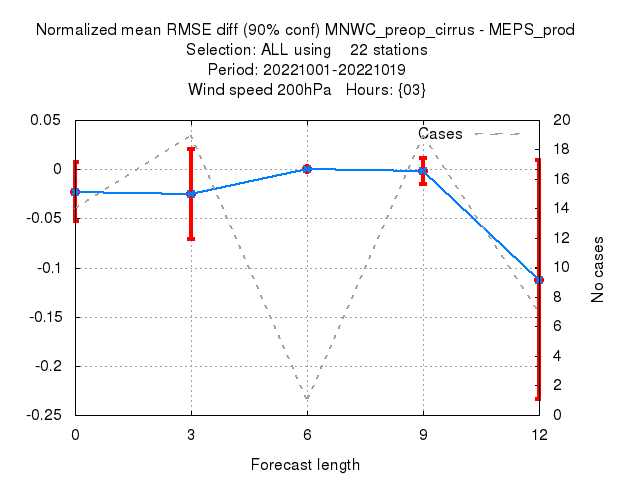 Normalized mean RMSE diff (90% conf) MNWC_preop_cirrus - MEPS_prod
Selection: ALL using    22 stations
Period: 20221001-20221019
Wind speed 200hPa   Hours: {03}
Cases
0.05
0
-0.05
-0.1
-0.15
-0.2
-0.25
20
18
16
14
12
10
8
6
4
2
0
No cases
0 3 6 9 12
Forecast length